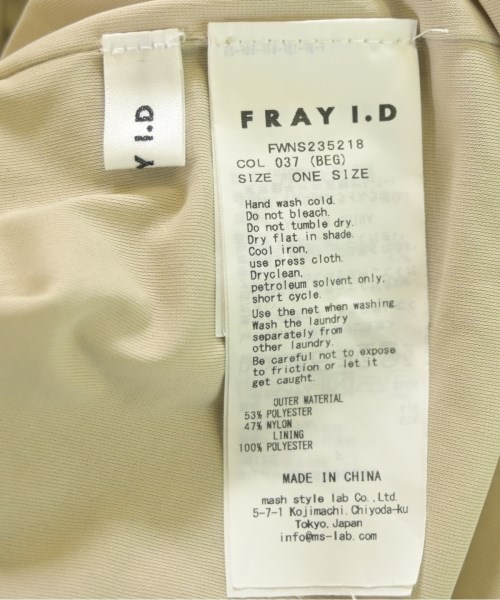 Y I.D
FRAY I.D
FWNS235218
COL 037 (BEG)
SIZE ONE SIZE
Hand wash cold.
Do not bleach.
Do not tumble dry.
Dry flat in shade.
Cool iron,
use press cloth.
Dryclean,
petroleum solvent only,
short cycle.
Use the net when washing
Wash the laundry
separately from
other laundry.
Be careful not to expose
to friction or let it
get caught.
OUTER MATERIAL
53% POLYESTER
47% NYLON
LINING
100% POLYESTER
MADE IN CHINA
mash style lab Co., Ltd.
5-7-1 Kojimachi, Chiyoda-ku
Tokyo, Japan
info@ms-lab.com